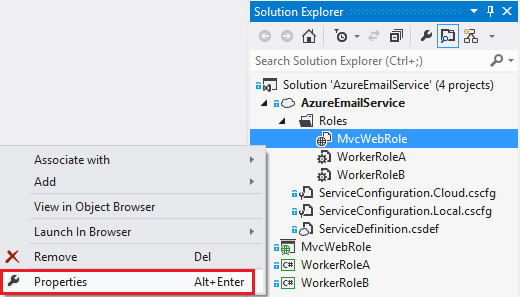 Solution Explorer
Search Solution Explorer (Ctrl+;)
Solution 'AzureEmailService' (4 projects)
AzureEmailService
Roles
MvcWebRole
WorkerRoleA
WorkerRoleB
ServiceConfiguration.Cloud.cscfg
ServiceConfiguration.Local.cscfg
ServiceDefinition.csdef
MvcWebRole
C# WorkerRoleA
C# WorkerRoleB
Associate with
Add
View in Object Browser
Launch In Browser
Remove Del
Properties Alt+Enter